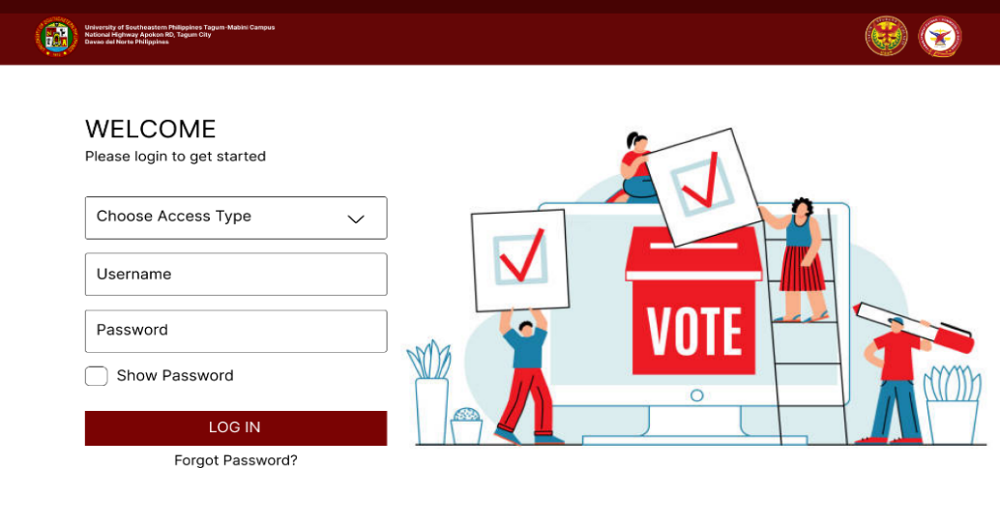 University of Southeastern Philippines Tagum-Mabini Campus
National Highway Apokon RD, Tagum City
Davao del Norte Philippines
WELCOME
Please login to get started
Choose Access Type
Username
Password
Show Password
LOG IN
Forgot Password?
VOTE